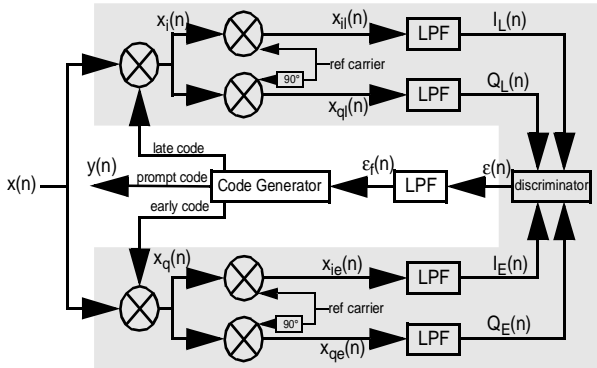 x_i(n) x_il(n) LPF I_L(n)
ref carrier
90°
x_ql(n) LPF Q_L(n)
late code
y(n) ε_f(n) ε(n)
x(n) prompt code Code Generator LPF discriminator
early code
x_q(n) x_ie(n) LPF I_E(n)
ref carrier
90°
x_qe(n) LPF Q_E(n)